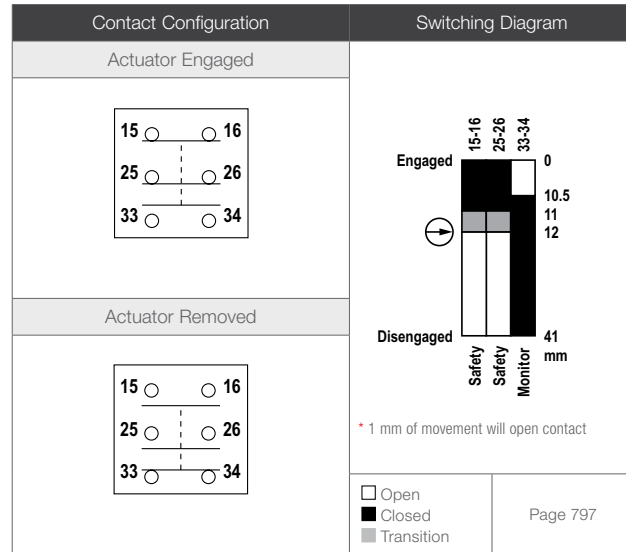 Contact Configuration
Switching Diagram
Actuator Engaged
15 16
25 26
33 34
Actuator Removed
15 16
25 26
33 34
15-16 25-26 33-34
Engaged 0
10.5
11
12
Disengaged 41
mm
Safety Safety Monitor
* 1 mm of movement will open contact
Open
Closed
Transition
Page 797